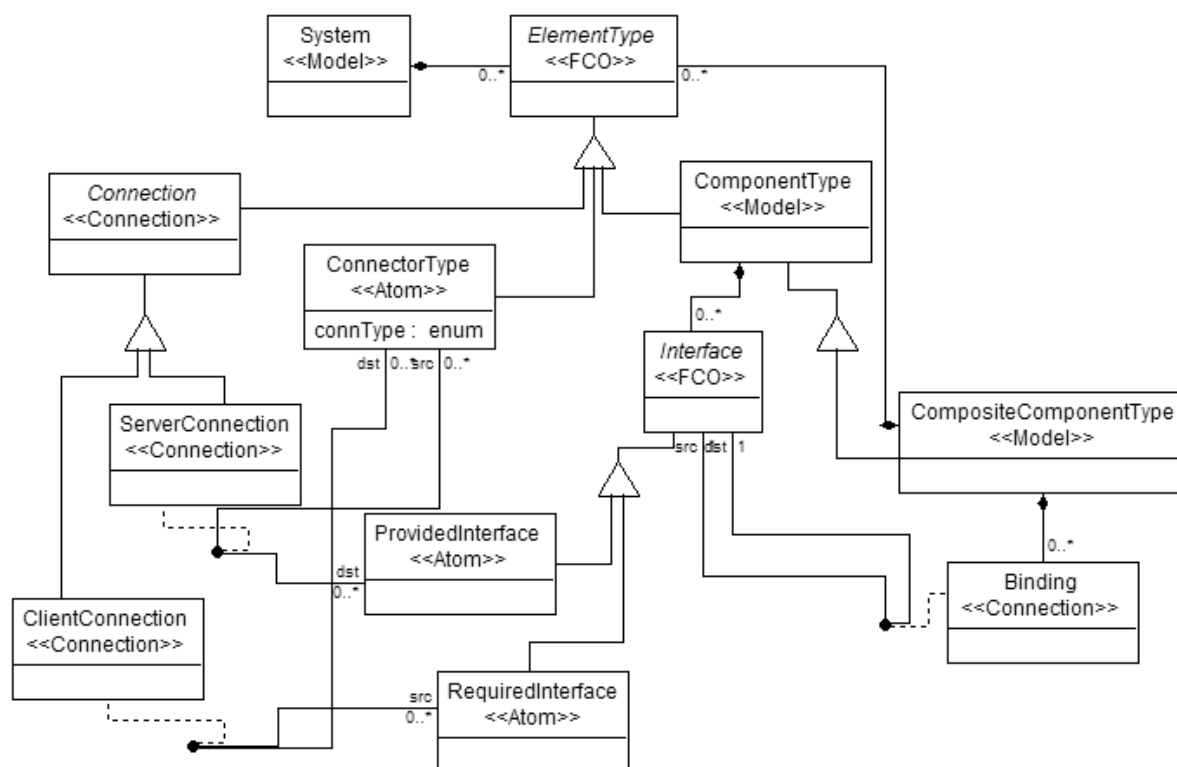 System
<<Model>>
ElementType
<<FCO>>
0..*
0..*
Connection
<<Connection>>
ComponentType
<<Model>>
ConnectorType
<<Atom>>
connType : enum
dst 0..* src 0..*
0..*
Interface
<<FCO>>
src dst 1
CompositeComponentType
<<Model>>
ServerConnection
<<Connection>>
ProvidedInterface
<<Atom>>
dst
0..*
0..*
Binding
<<Connection>>
ClientConnection
<<Connection>>
RequiredInterface
<<Atom>>
src
0..*